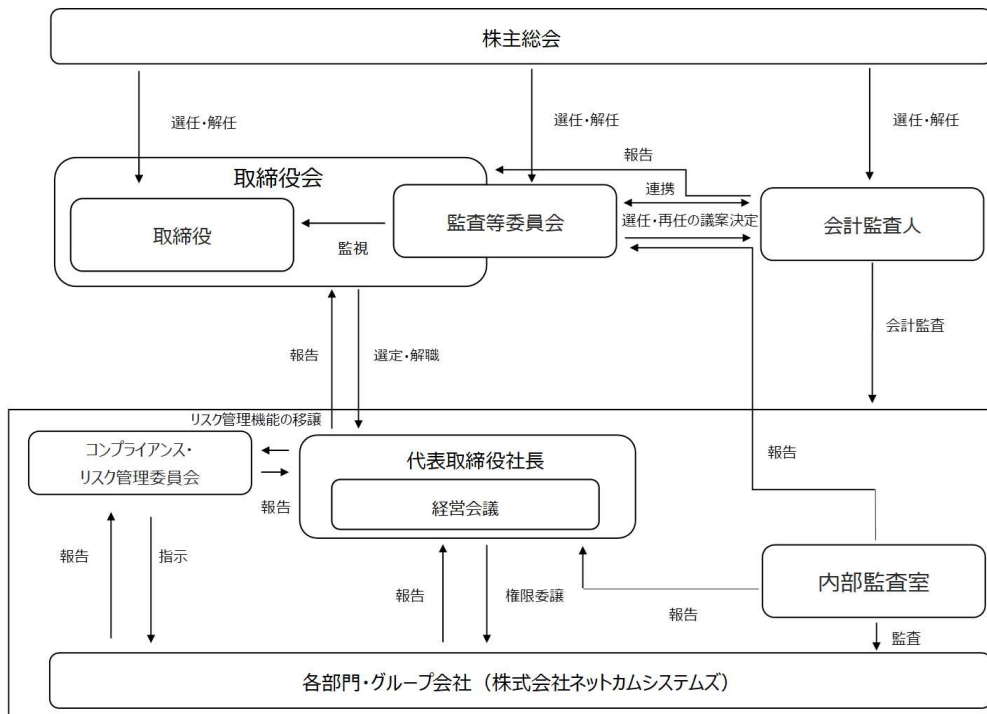 株主総会
選任・解任
選任・解任
選任・解任
取締役会
報告
連携
取締役
監視
監査等委員会
選任・再任の議案決定
会計監査人
報告
選定・解職
会計監査
リスク管理機能の移譲
コンプライアンス・
リスク管理委員会
報告
代表取締役社長
経営会議
報告
報告
指示
報告
権限委譲
報告
内部監査室
監査
各部門・グループ会社（株式会社ネットカムシステムズ）